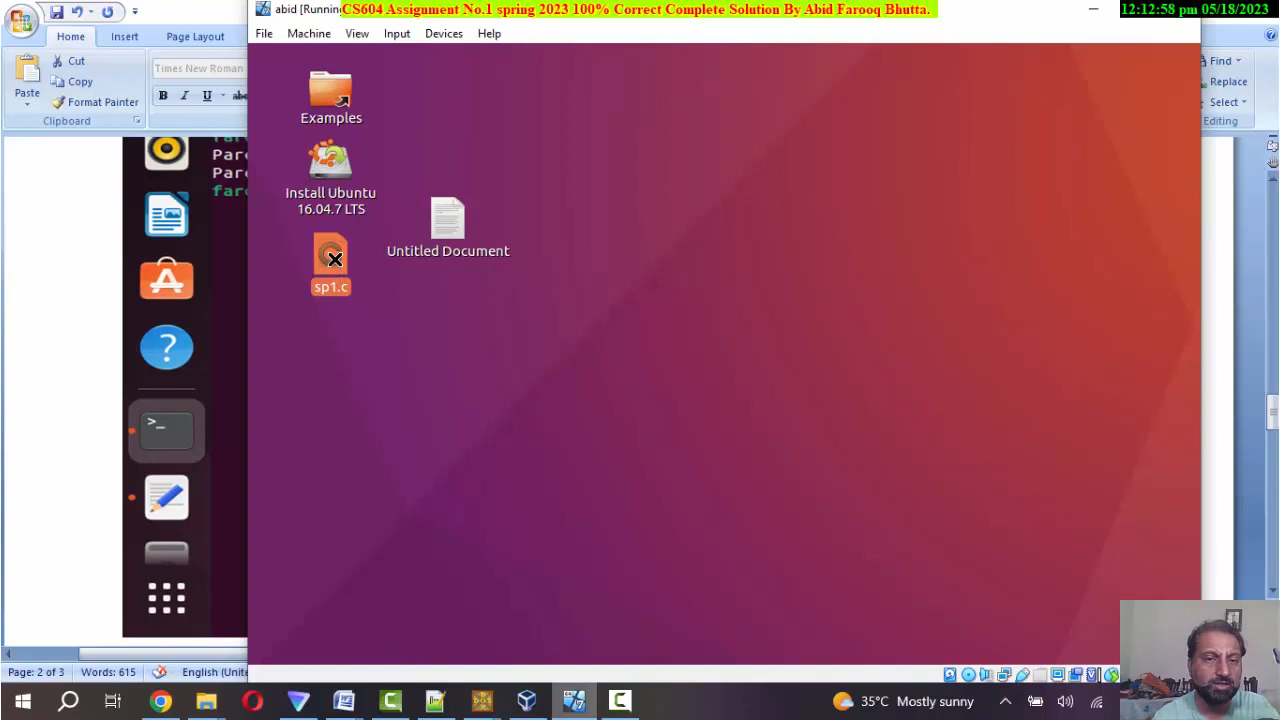 abid [Running
CS604 Assignment No.1 spring 2023 100% Correct Complete Solution By Abid Farooq Bhutta.
12:12:58 pm 05/18/2023
Home
Insert
Page Layout
File
Machine
View
Input
Devices
Help
Paste
Cut
Copy
Format Painter
Clipboard
Times New Roman
B I U abc
Find
Replace
Select
Editing
Examples
Install Ubuntu
16.04.7 LTS
Untitled Document
sp1.c
Pare
Pare
faro
Page: 2 of 3
Words: 615
English (Unite
35°C Mostly sunny